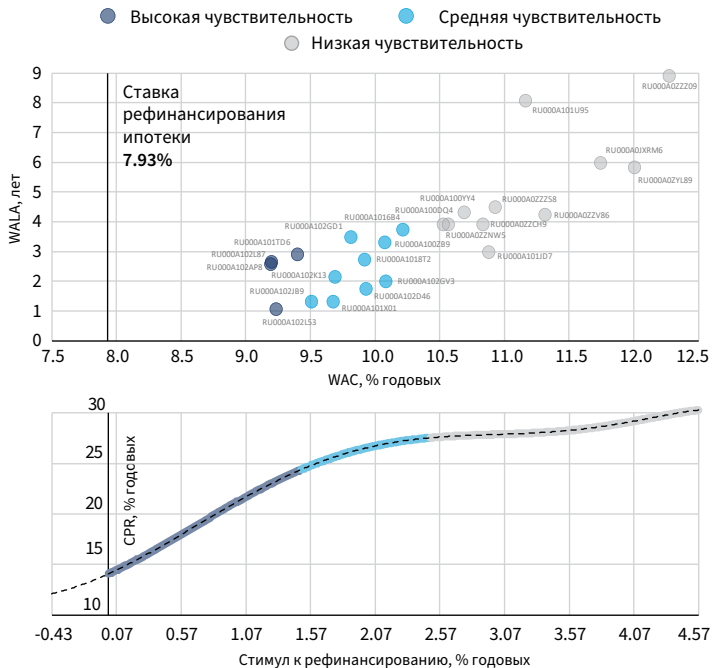 Высокая чувствительность
Средняя чувствительность
Низкая чувствительность
9
8
7
6
5
4
3
2
1
0
WALA, лет
Ставка
рефинансирования
ипотеки
7.93%
RU000A0ZZZ09
RU000A101U95
RU000A0JXRM6
RU000A0ZYL89
RU000A100YY4
RU000A0ZZZ58
RU000A100DQ4
RU000A0ZZV86
RU000A1016B4
RU000A0ZZCH9
RU000A102GD1
RU000A0ZZNW5
RU000A101TD6
RU000A100ZB9
RU000A102L87
RU000A1018T2
RU000A101JD7
RU000A102AP8
RU000A102K13
RU000A102GV3
RU000A102JB9
RU000A102D46
RU000A101X01
RU000A102L53
7.5 8.0 8.5 9.0 9.5 10.0 10.5 11.0 11.5 12.0 12.5
WAC, % годовых
30
25
20
15
10
CPR, % годовых
-0.43 0.07 0.57 1.07 1.57 2.07 2.57 3.07 3.57 4.07 4.57
Стимул к рефинансированию, % годовых